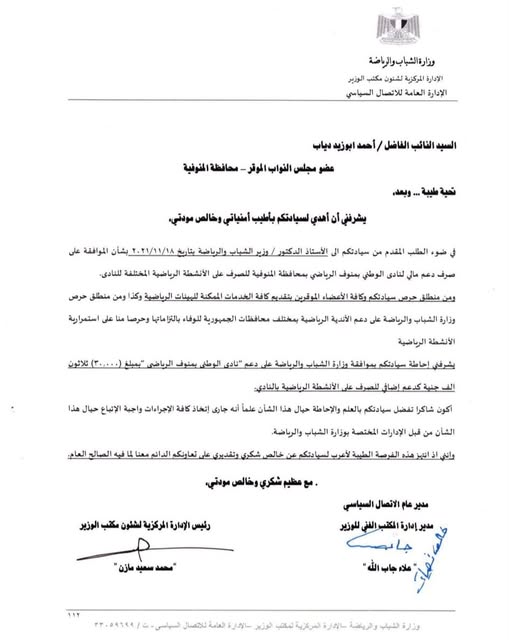 وزارة الشباب والرياضة
الإدارة المركزية لشئون مكتب الوزير
الإدارة العامة للاتصال السياسي
السيد النائب الفاضل / أحمد ابوزيد دياب
عضو مجلس النواب الموقر – محافظة المنوفية
تحية طيبة ... وبعد،
يشرفني أن أهدي لسيادتكم بأطيب أمنياتي وخالص مودتي،
في ضوء الطلب المقدم من سيادتكم الى الأستاذ الدكتور / وزير الشباب والرياضة بتاريخ ٢٠٢١/١١/١٨ بشأن الموافقة على
صرف دعم مالي لنادى الوطني بمنوف الرياضي بمحافظة المنوفية للصرف على الأنشطة الرياضية المختلفة للنادى.
ومن منطلق حرص سيادتكم وكافة الأعضاء الموقرين بتقديم كافة الخدمات الممكنة للهيئات الرياضية وكذا ومن منطلق حرص
وزارة الشباب والرياضة على دعم الأندية الرياضية بمختلف محافظات الجمهورية للوفاء بالتزاماتها وحرصا منا على استمرارية
الأنشطة الرياضية
يشرفني إحاطة سيادتكم بموافقة وزارة الشباب والرياضة على دعم "نادى الوطنى بمنوف الرياضى "بمبلغ (٣٠.٠٠٠) ثلاثون
الف جنية كدعم إضافي للصرف على الأنشطة الرياضية بالنادي.
أكون شاكرا تفضل سيادتكم بالعلم والإحاطة حيال هذا الشأن علماً أنه جارى إتخاذ كافة الإجراءات واجبة الإتباع حيال هذا
الشأن من قبل الإدارات المختصة بوزارة الشباب والرياضة.
وإنني اذ انتهز هذه الفرصة الطيبة لأعرب لسيادتكم عن خالص شكري وتقديري على تعاونكم الدائم معنا لما فيه الصالح العام.
. مع عظيم شكري وخالص مودتي،
مدير عام الاتصال السياسي
مدير إدارة المكتب الفني للوزير
"علاء جاب الله"
رئيس الإدارة المركزية لشئون مكتب الوزير
"محمد سعيد مازن"
١١٢
وزارة الشباب والرياضة –الإدارة المركزية لمكتب الوزير –الإدارة العامة للاتصال السياسي- ت / ٣٣٠٥٩٦٩٩